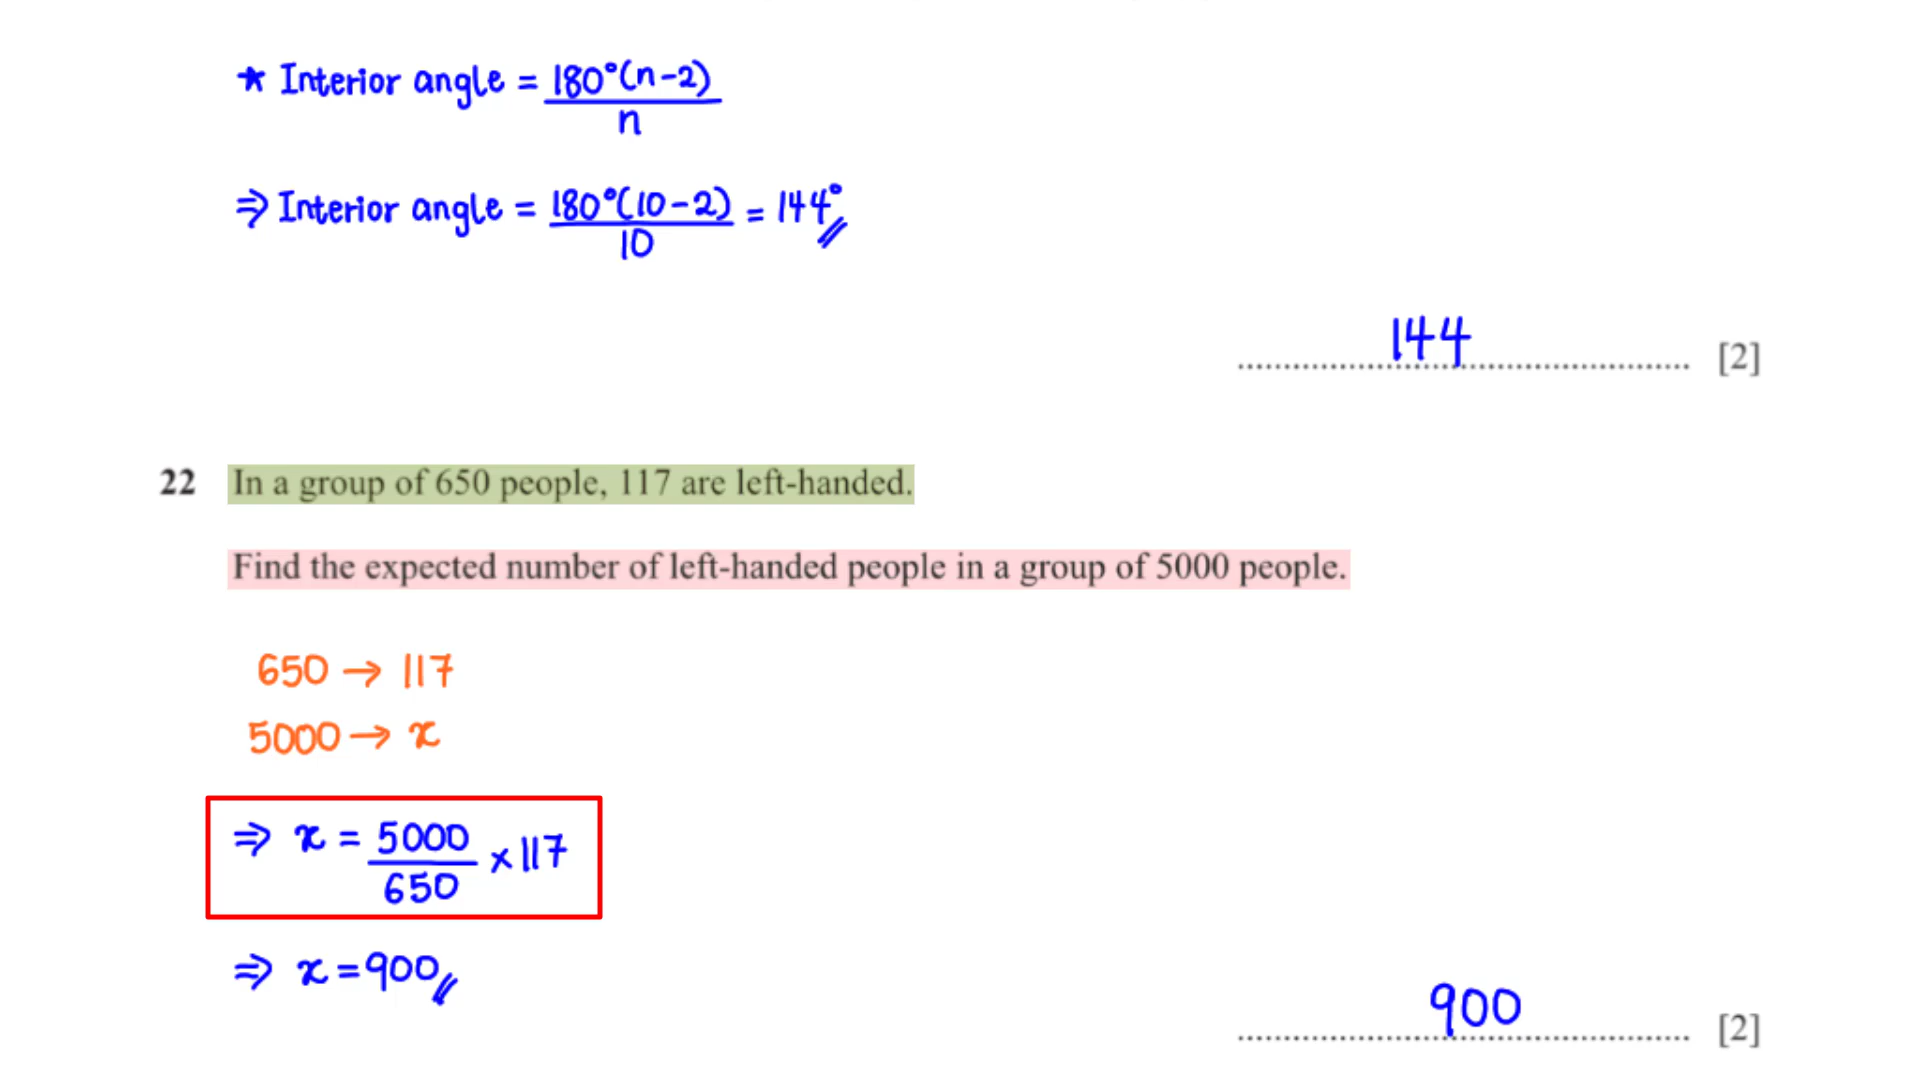 ★ Interior angle = 180°(n-2) / n
⇒ Interior angle = 180°(10-2) / 10 = 144°
144 [2]
22 In a group of 650 people, 117 are left-handed.
Find the expected number of left-handed people in a group of 5000 people.
650 → 117
5000 → x
⇒ x = 5000 / 650 × 117
⇒ x = 900
900 [2]